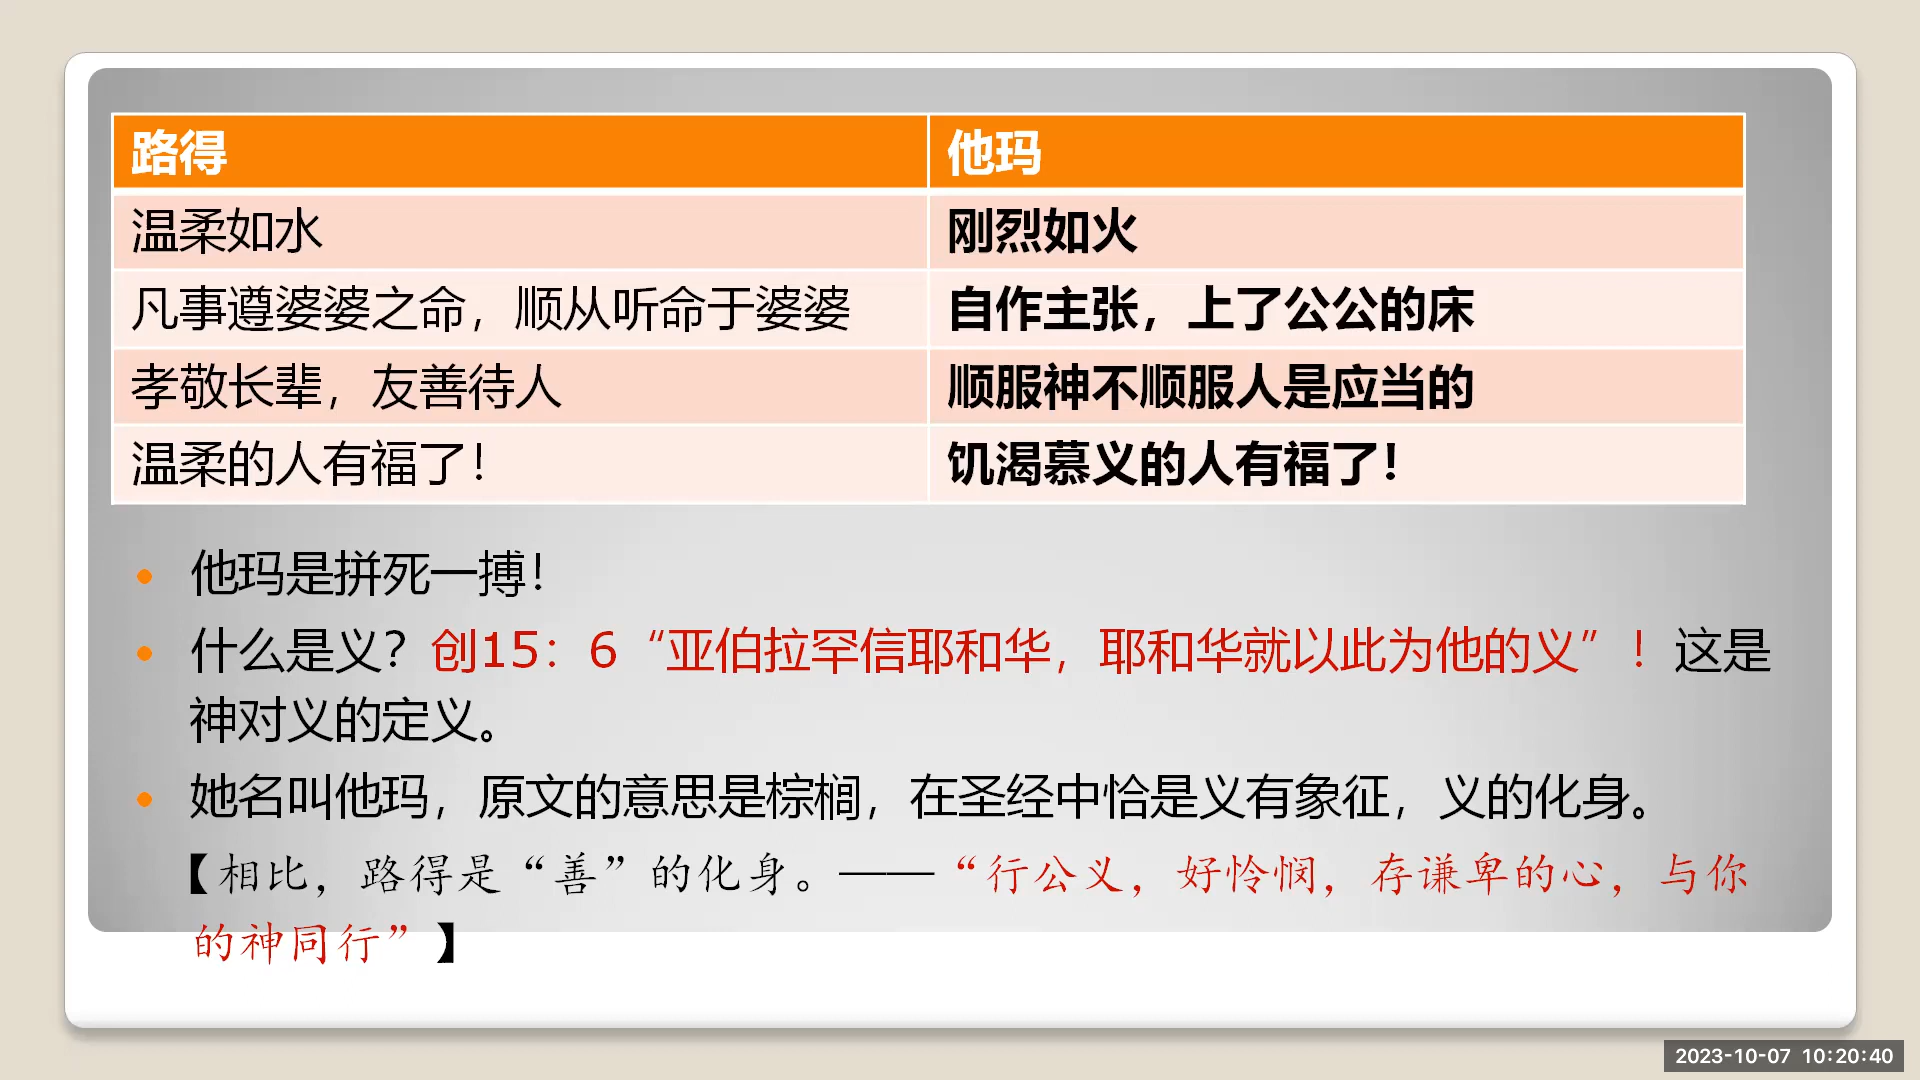 路得 他玛
温柔如水 刚烈如火
凡事遵婆婆之命，顺从听命于婆婆 自作主张，上了公公的床
孝敬长辈，友善待人 顺服神不顺服人是应当的
温柔的人有福了！ 饥渴慕义的人有福了！
• 他玛是拼死一搏！
• 什么是义？创15：6“亚伯拉罕信耶和华，耶和华就以此为他的义”！这是
神对义的定义。
• 她名叫他玛，原文的意思是棕榈，在圣经中恰是义有象征，义的化身。
【相比，路得是“善”的化身。——“行公义，好怜悯，存谦卑的心，与你
的神同行”】
2023-10-07 10:20:40